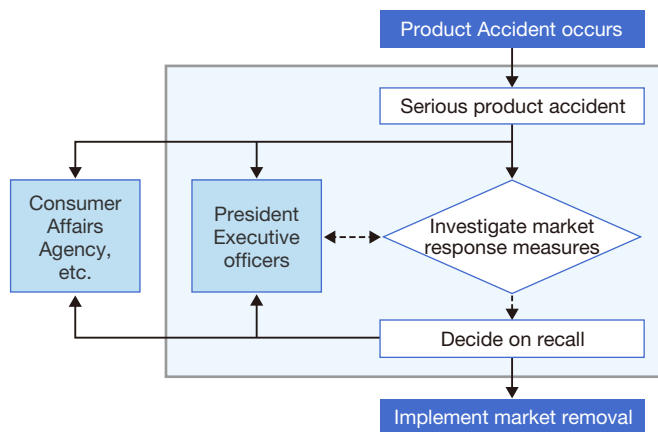 Product Accident occurs
Serious product accident
Consumer
Affairs
Agency,
etc.
President
Executive
officers
Investigate market
response measures
Decide on recall
Implement market removal